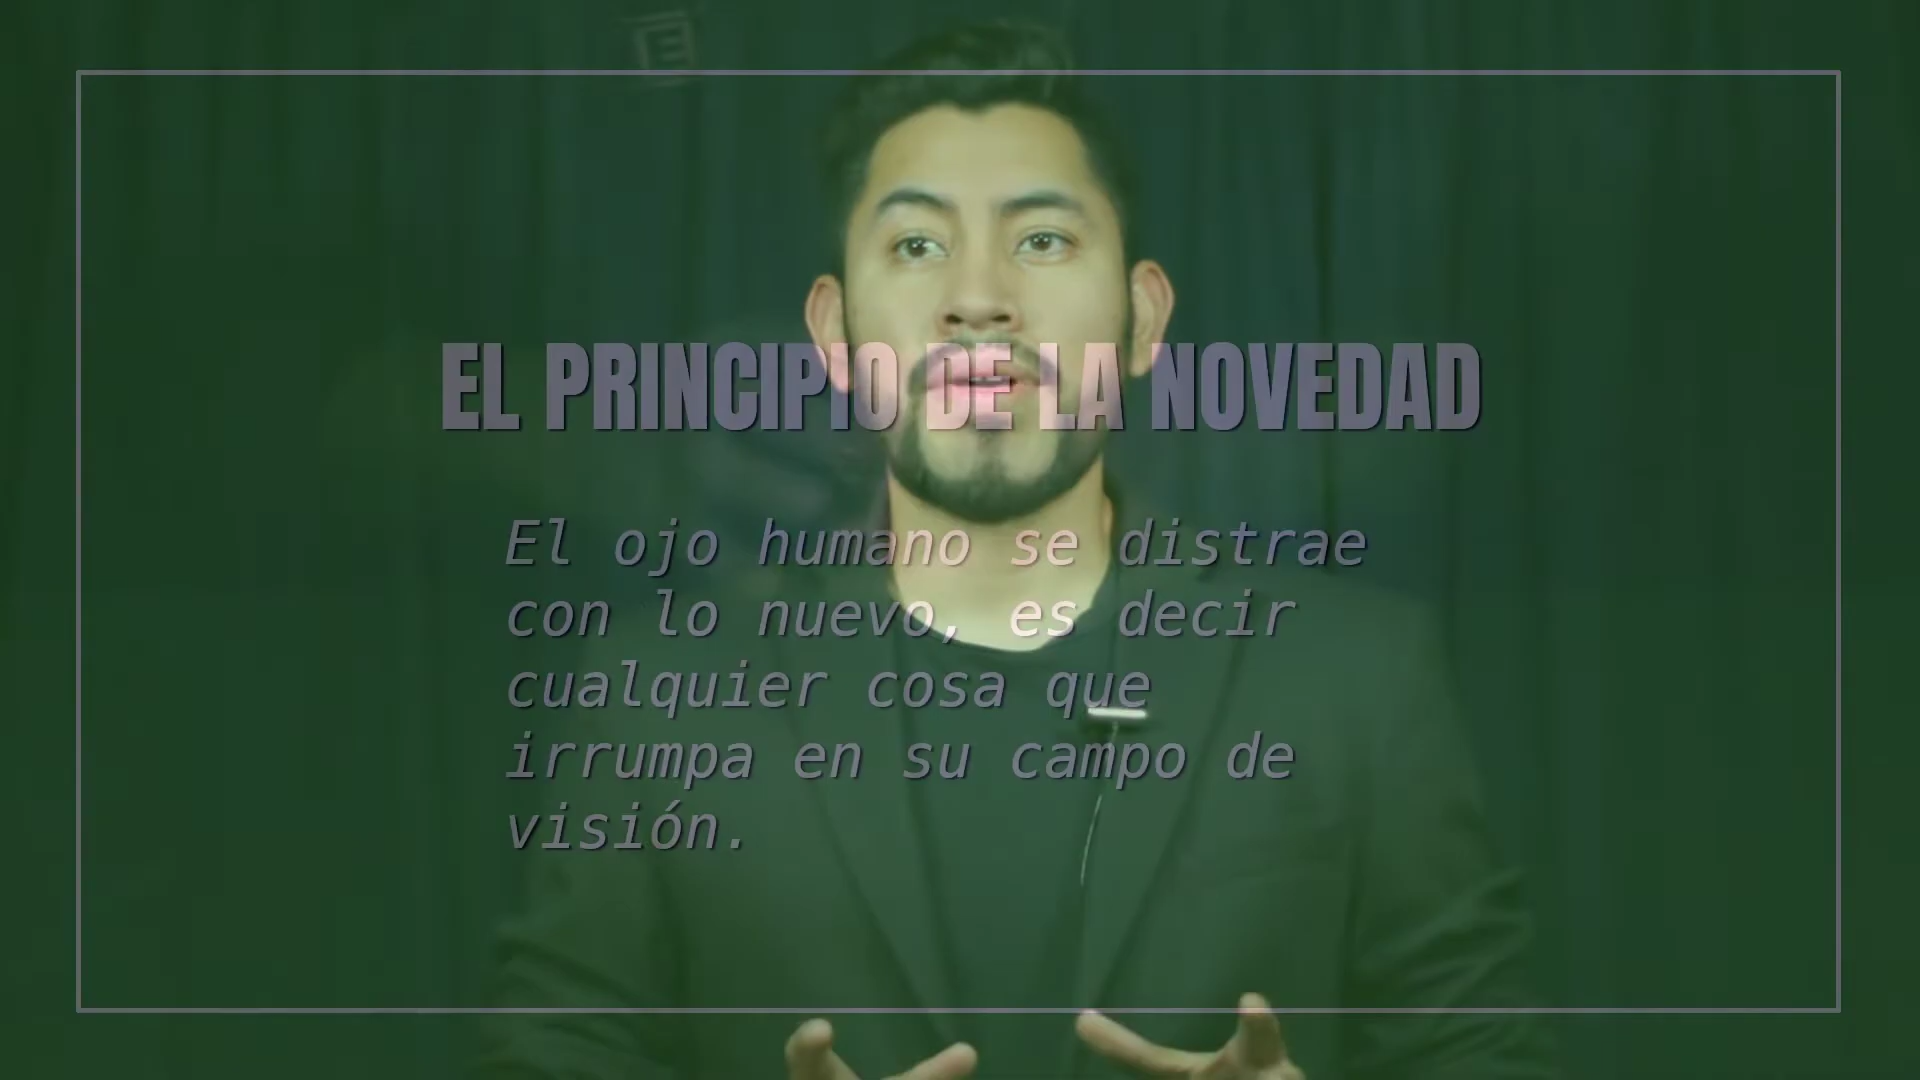 EL PRINCIPIO DE LA NOVEDAD
El ojo humano se distrae
con lo nuevo, es decir
cualquier cosa que
irrumpa en su campo de
visión.